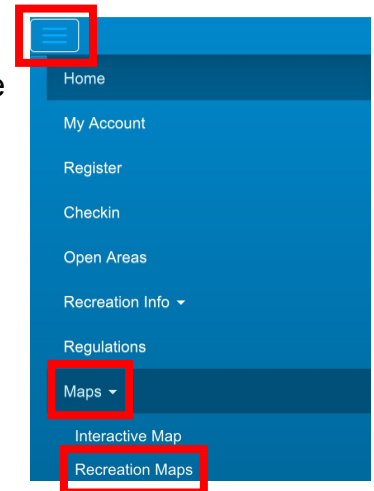 e
Home
My Account
Register
Checkin
Open Areas
Recreation Info
Regulations
Maps
Interactive Map
Recreation Maps